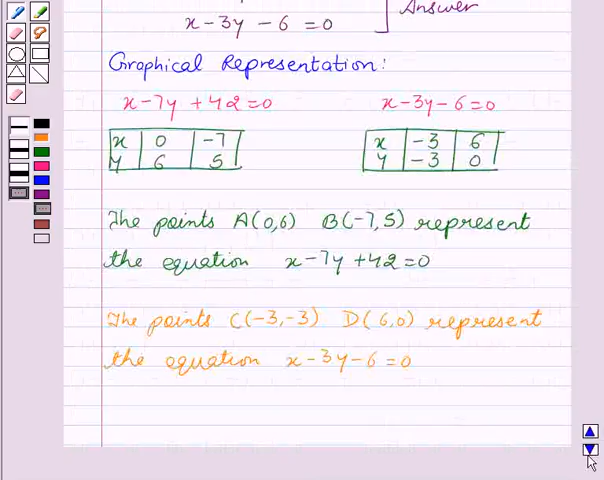 Answer
x-3y-6=0
Graphical Representation:
x-7y+42=0 x-3y-6=0
x 0 -7 x -3 6
y 6 5 y -3 0
The points A(0,6) B(-7,5) represent
the equation x-7y+42=0
The points C(-3,-3) D(6,0) represent
the equation x-3y-6=0